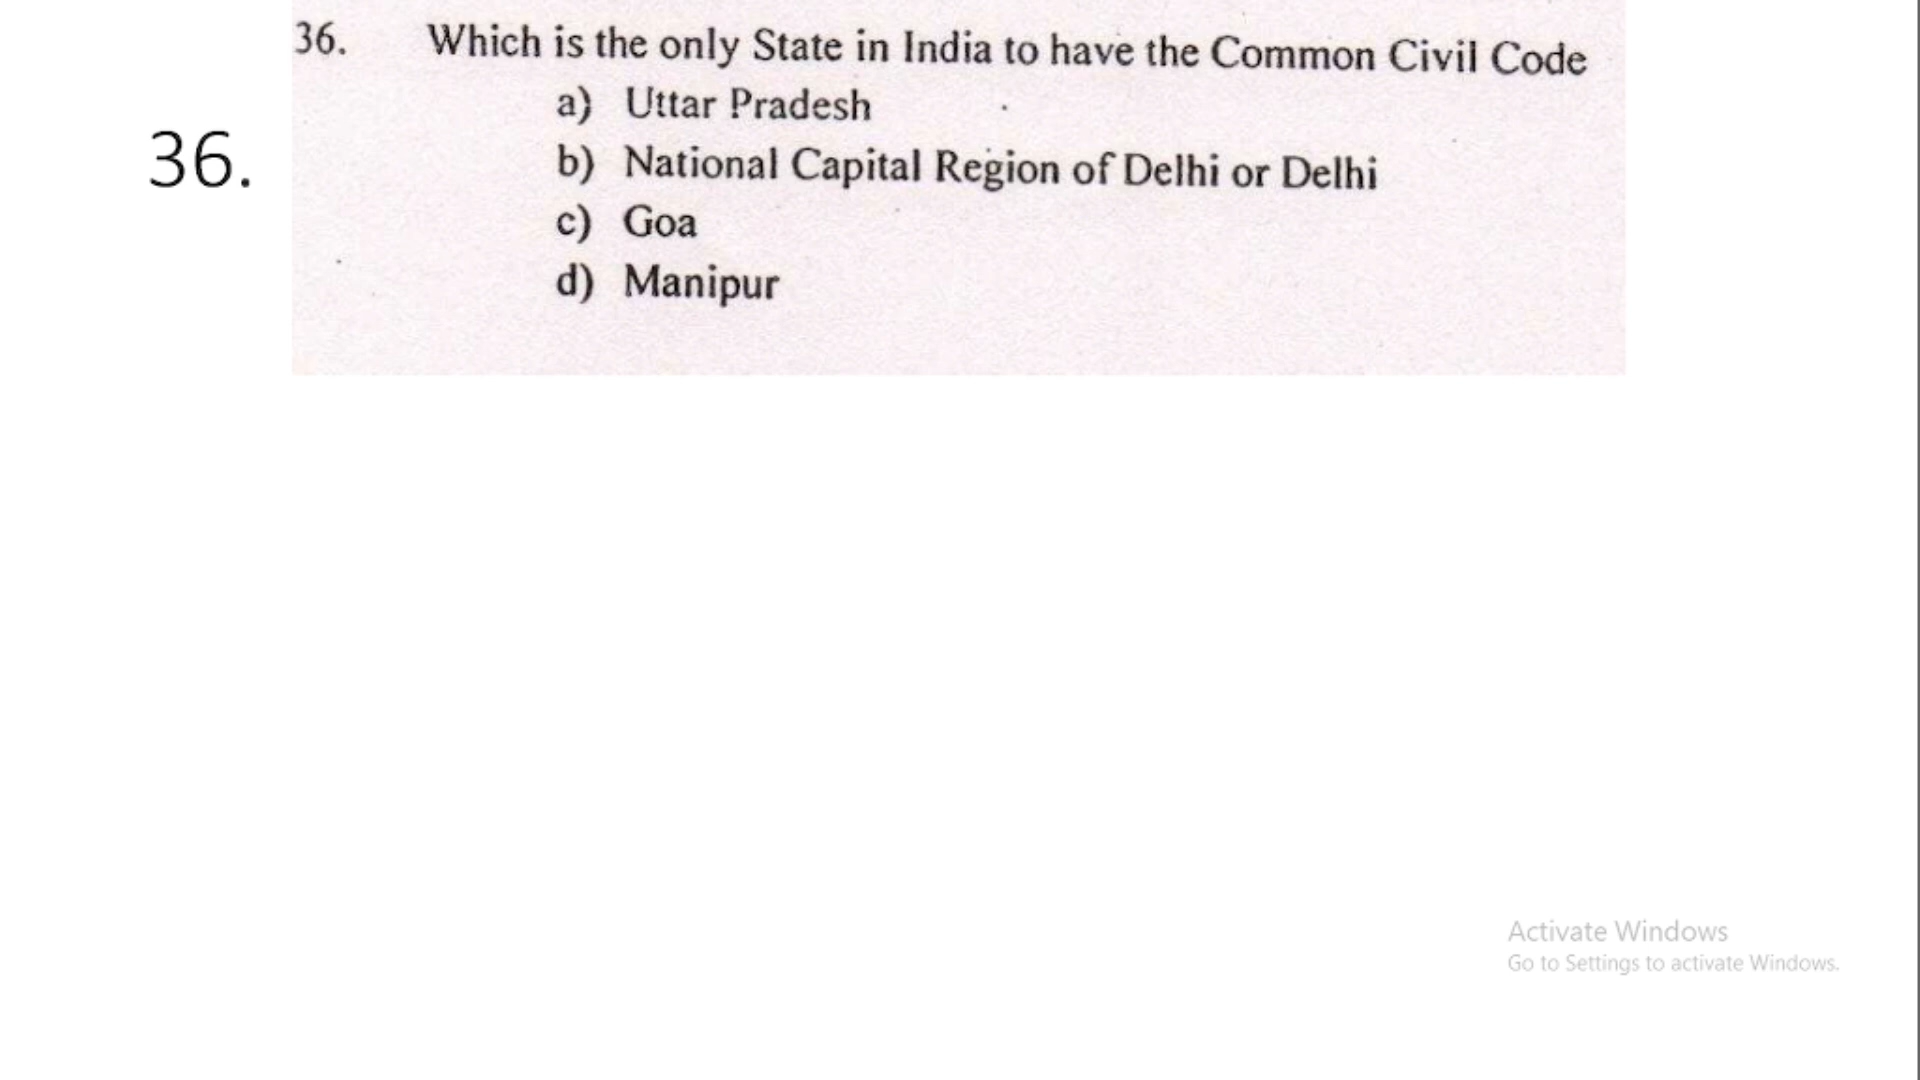 36. Which is the only State in India to have the Common Civil Code
a) Uttar Pradesh
36.
b) National Capital Region of Delhi or Delhi
c) Goa
d) Manipur
Activate Windows
Go to Settings to activate Windows.